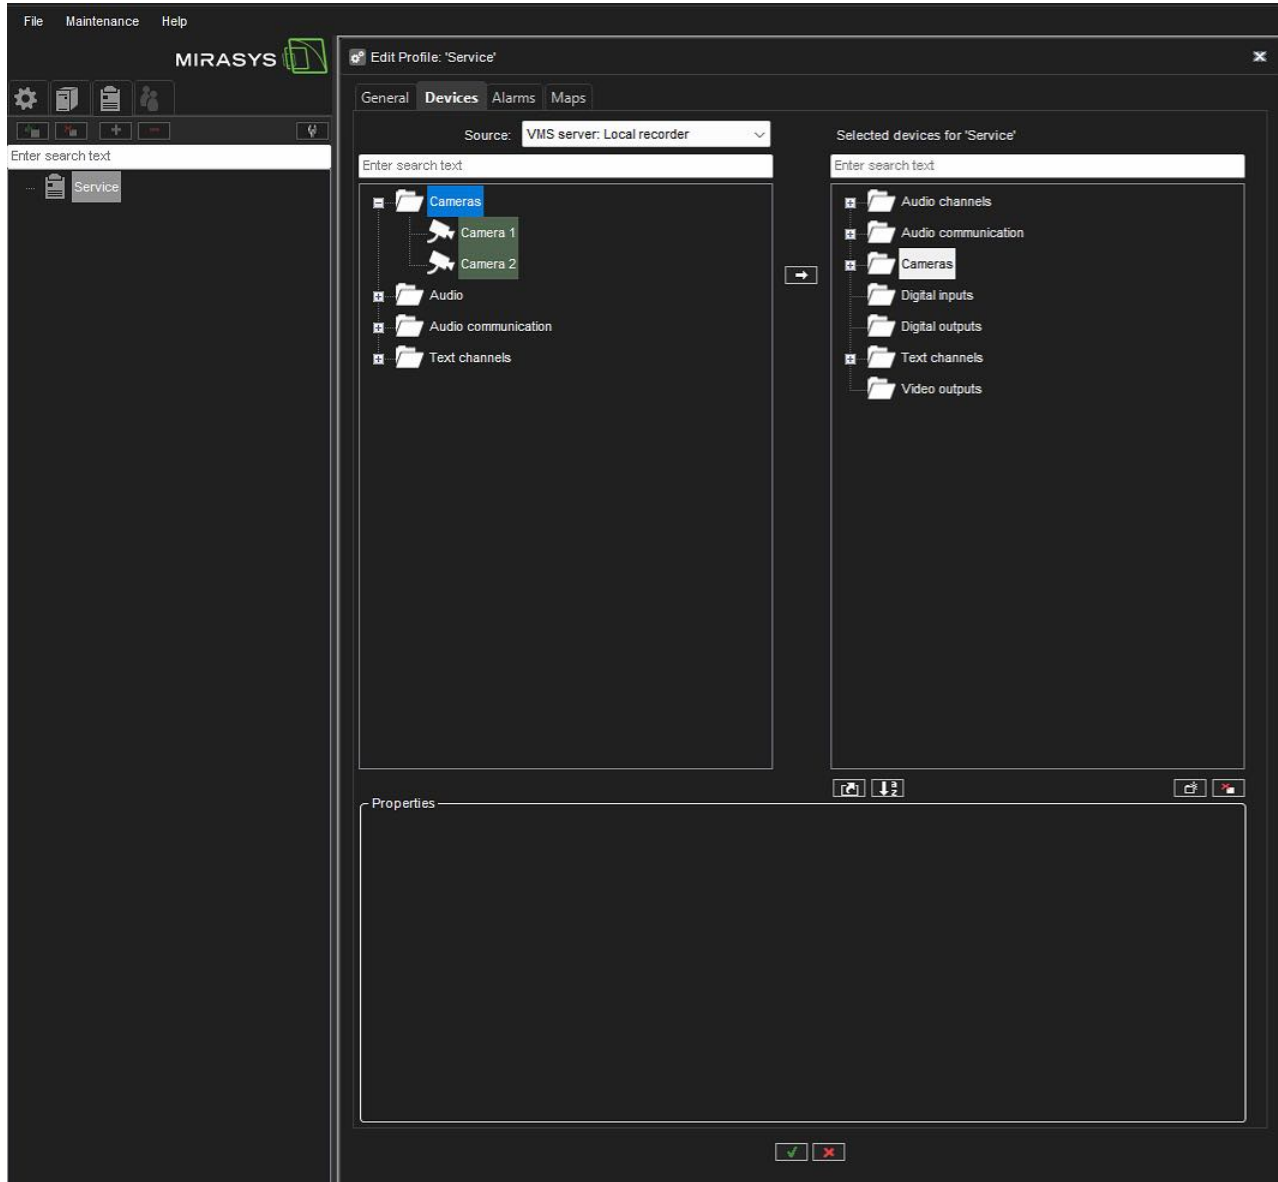 File Maintenance Help
MIRASYS
Edit Profile: 'Service'
General Devices Alarms Maps
Source: VMS server: Local recorder
Selected devices for 'Service'
Enter search text
Enter search text
Enter search text
Service
Cameras
Camera 1
Camera 2
Audio
Audio communication
Text channels
Audio channels
Audio communication
Cameras
Digital inputs
Digital outputs
Text channels
Video outputs
Properties